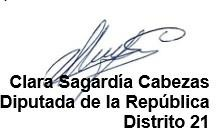 Clara Sagardía Cabezas
Diputada de la República
Distrito 21